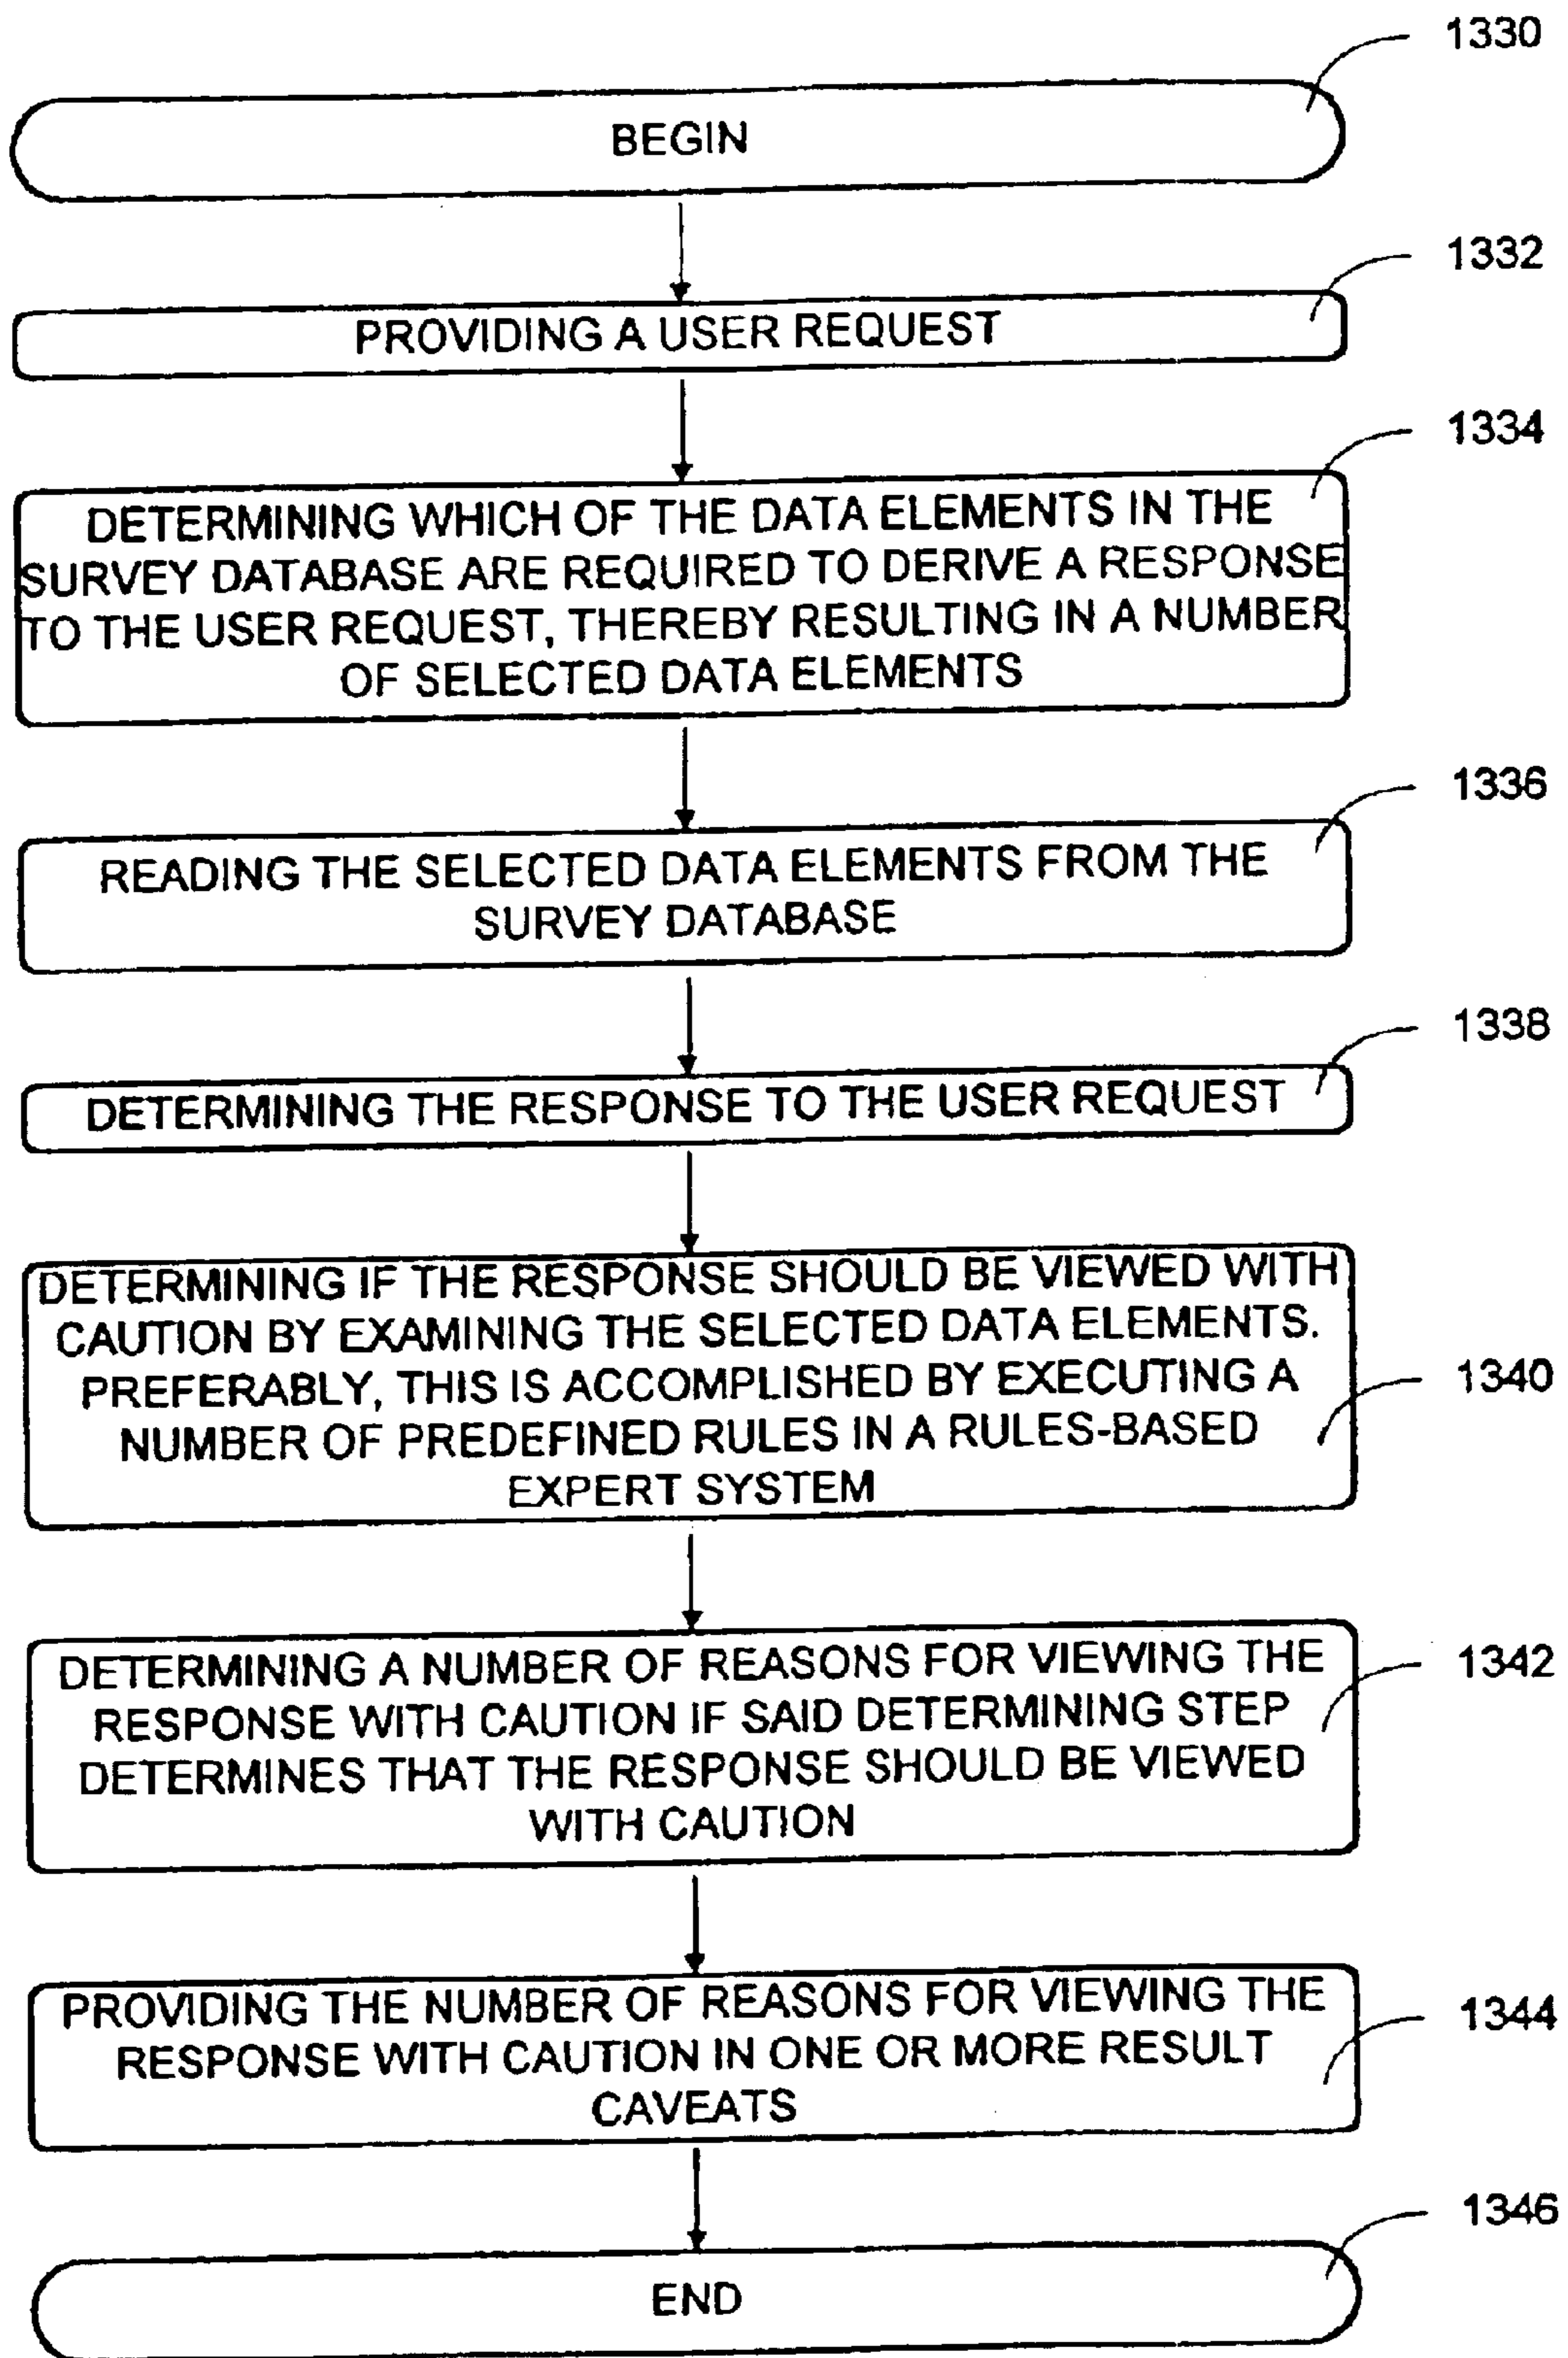 1330
BEGIN
1332
PROVIDING A USER REQUEST
1334
DETERMINING WHICH OF THE DATA ELEMENTS IN THE
SURVEY DATABASE ARE REQUIRED TO DERIVE A RESPONSE
TO THE USER REQUEST, THEREBY RESULTING IN A NUMBER
OF SELECTED DATA ELEMENTS
1336
READING THE SELECTED DATA ELEMENTS FROM THE
SURVEY DATABASE
1338
DETERMINING THE RESPONSE TO THE USER REQUEST
DETERMINING IF THE RESPONSE SHOULD BE VIEWED WITH
CAUTION BY EXAMINING THE SELECTED DATA ELEMENTS.
PREFERABLY, THIS IS ACCOMPLISHED BY EXECUTING A
1340
NUMBER OF PREDEFINED RULES IN A RULES-BASED
EXPERT SYSTEM
DETERMINING A NUMBER OF REASONS FOR VIEWING THE
1342
RESPONSE WITH CAUTION IF SAID DETERMINING STEP
DETERMINES THAT THE RESPONSE SHOULD BE VIEWED
WITH CAUTION
PROVIDING THE NUMBER OF REASONS FOR VIEWING THE
1344
RESPONSE WITH CAUTION IN ONE OR MORE RESULT
CAVEATS
1346
END